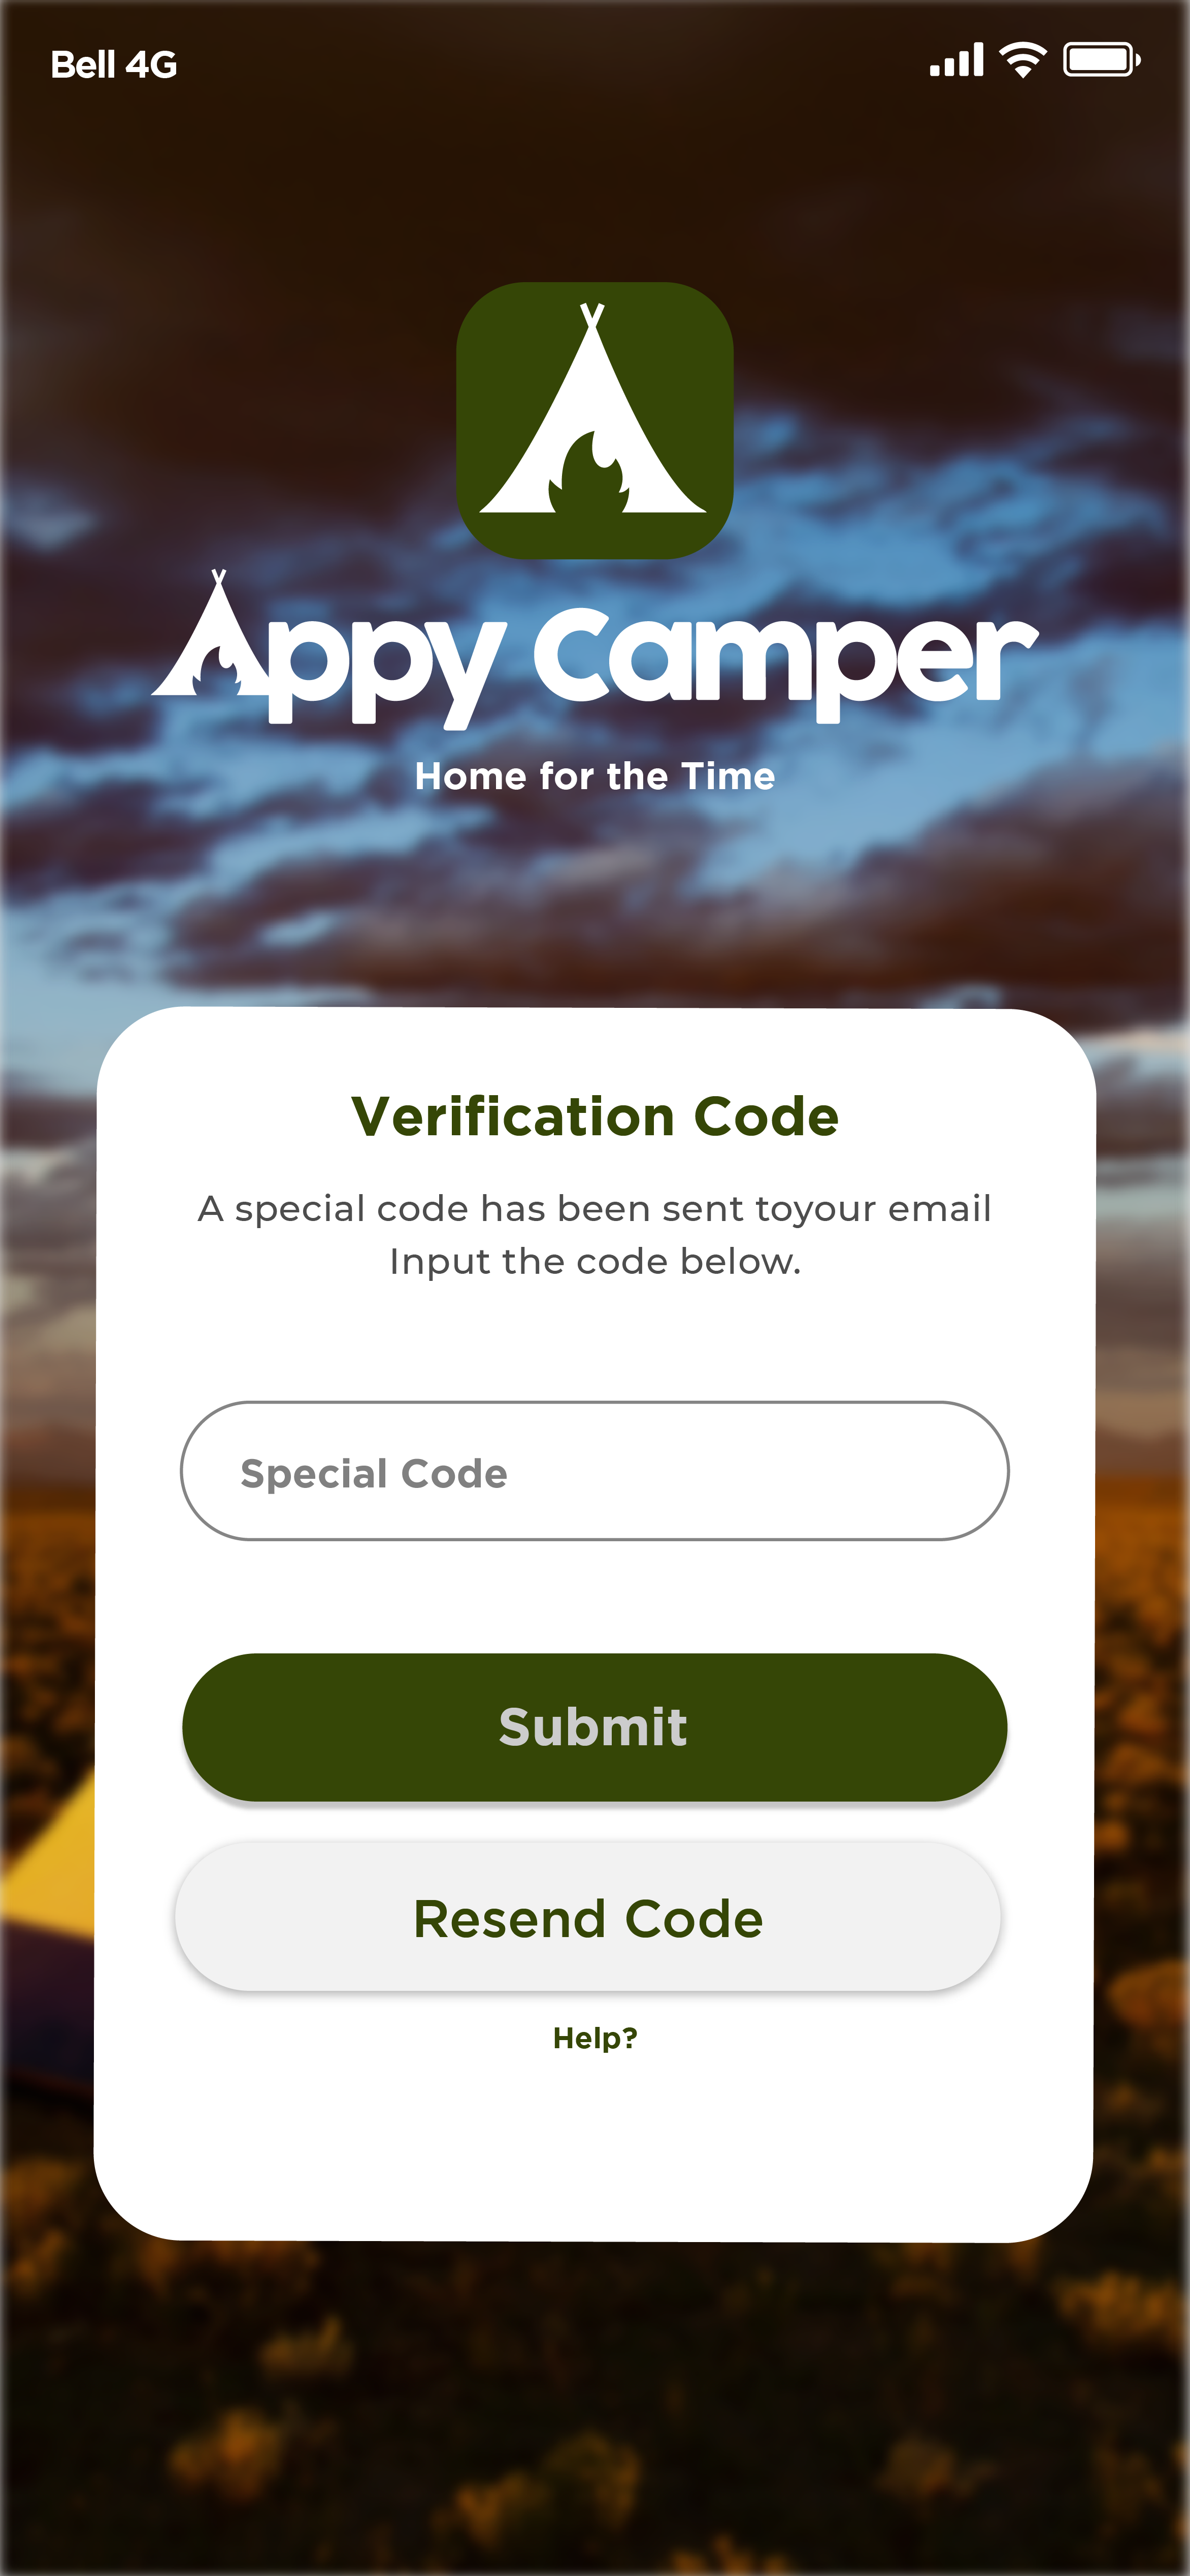 Bell 4G
Appy Camper
Home for the Time
Verification Code
A special code has been sent toyour email
Input the code below.
Special Code
Submit
Resend Code
Help?